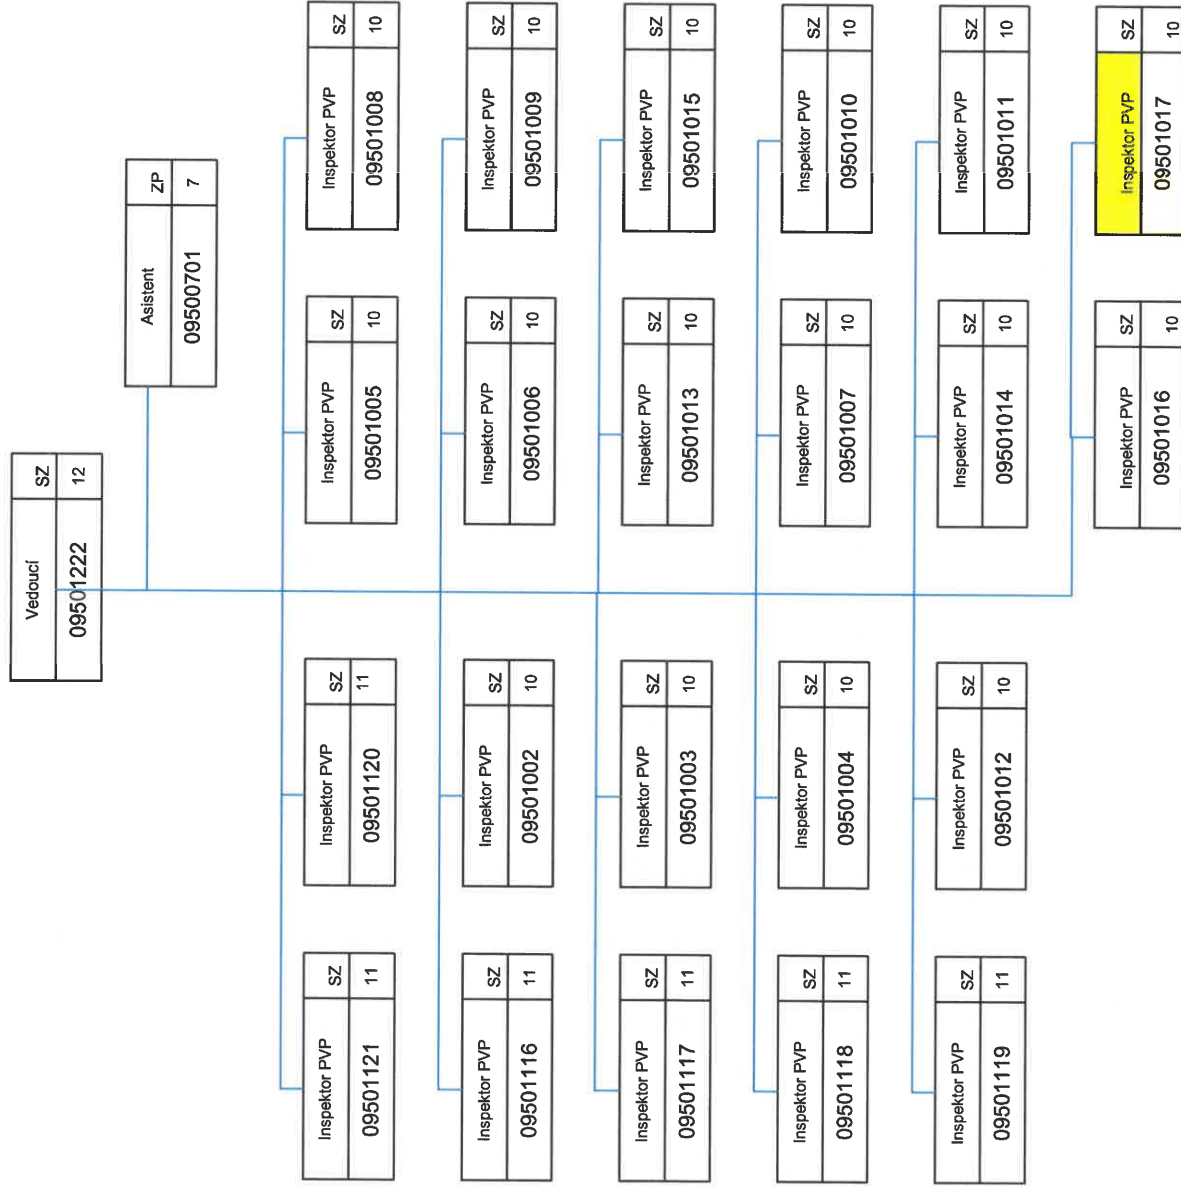 Vedoucí SZ
09501222 12
Asistent ZP
09500701 7
Inspektor PVP SZ
09501121 11
Inspektor PVP SZ
09501120 11
Inspektor PVP SZ
09501005 10
Inspektor PVP SZ
09501008 10
Inspektor PVP SZ
09501116 11
Inspektor PVP SZ
09501002 10
Inspektor PVP SZ
09501006 10
Inspektor PVP SZ
09501009 10
Inspektor PVP SZ
09501117 11
Inspektor PVP SZ
09501003 10
Inspektor PVP SZ
09501013 10
Inspektor PVP SZ
09501015 10
Inspektor PVP SZ
09501118 11
Inspektor PVP SZ
09501004 10
Inspektor PVP SZ
09501007 10
Inspektor PVP SZ
09501010 10
Inspektor PVP SZ
09501119 11
Inspektor PVP SZ
09501012 10
Inspektor PVP SZ
09501014 10
Inspektor PVP SZ
09501011 10
Inspektor PVP SZ
09501016 10
Inspektor PVP SZ
09501017 10